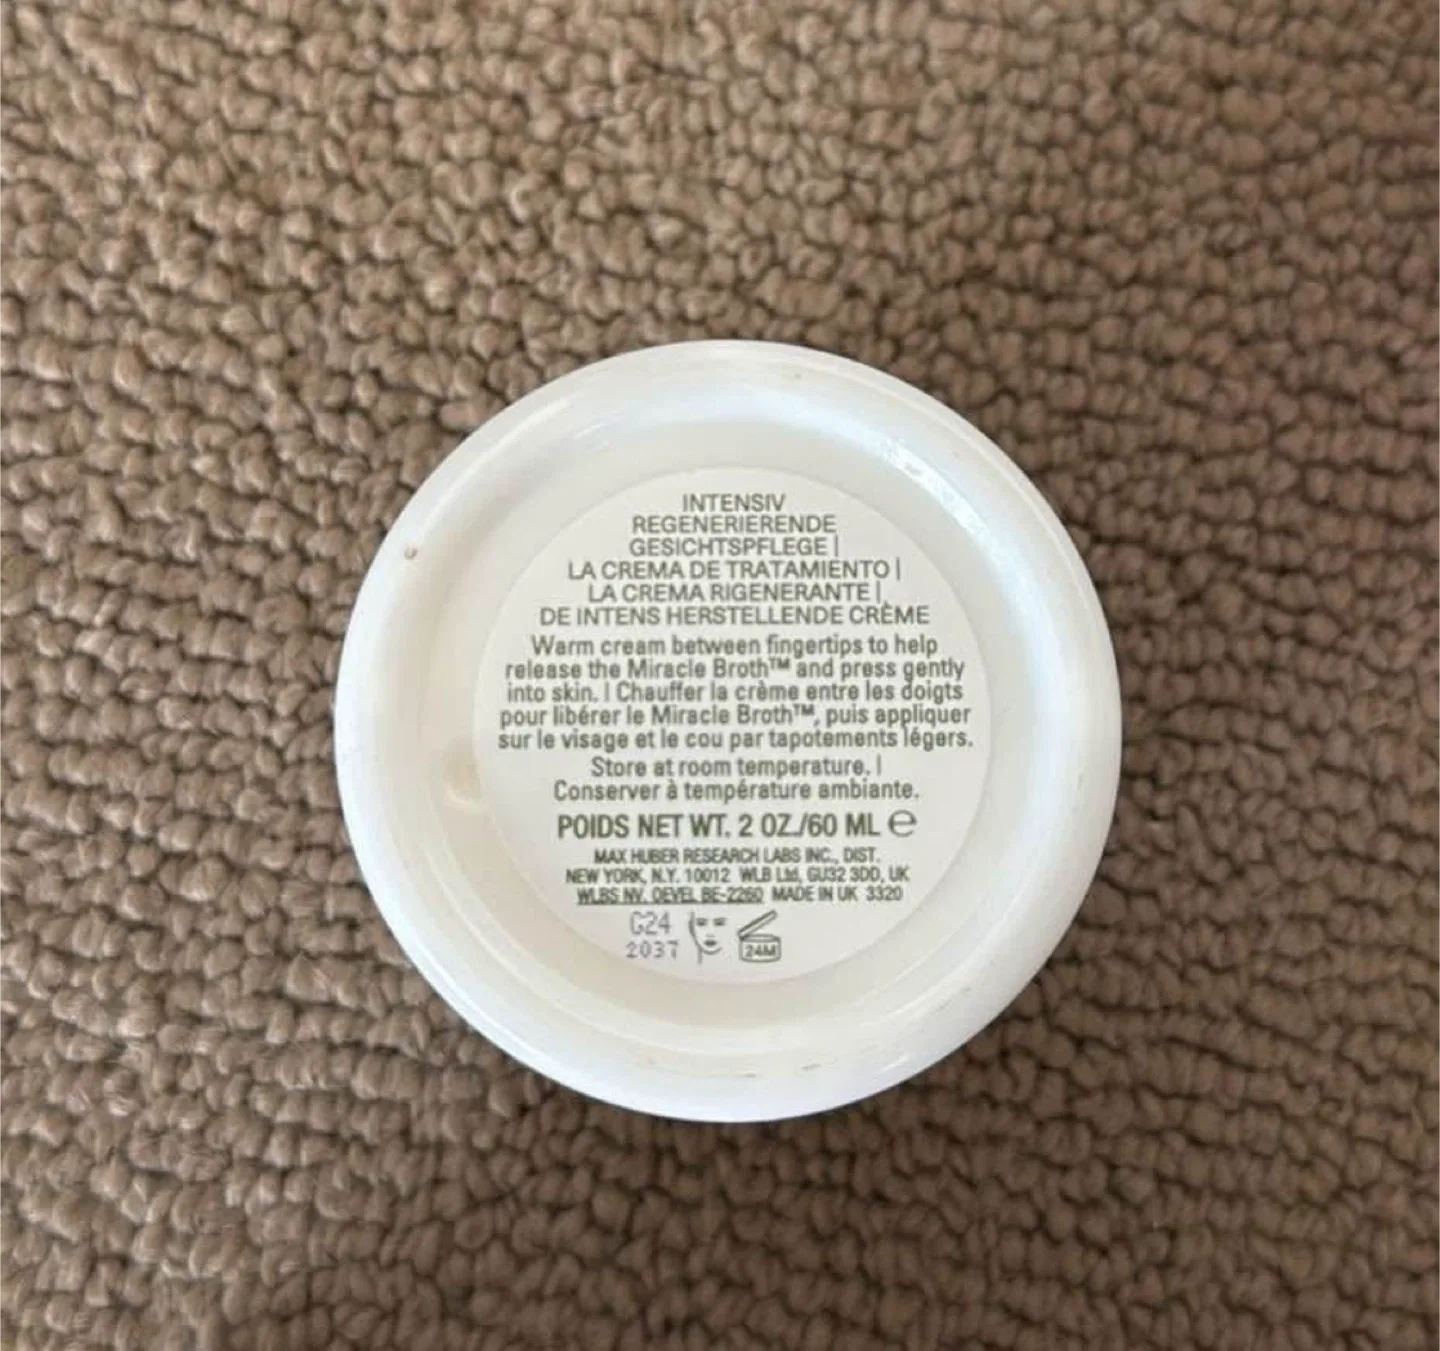 INTENSIV
REGENERIERENDE
GESICHTSPFLEGE |
LA CREMA DE TRATAMIENTO |
LA CREMA RIGENERANTE |
DE INTENS HERSTELLENDE CRÈME
Warm cream between fingertips to help
release the Miracle Broth™ and press gently
into skin. | Chauffer la crème entre les doigts
pour libérer le Miracle Broth™, puis appliquer
sur le visage et le cou par tapotements légers.
Store at room temperature. |
Conserver à température ambiante.
POIDS NET WT. 2 OZ./60 ML ℮
MAX HUBER RESEARCH LABS INC., DIST.
NEW YORK, N.Y. 10012 WLB Ltd, GU32 3DD, UK
WLBS NV. OEVEL BE-2260 MADE IN UK 3320
G24
2037
24M